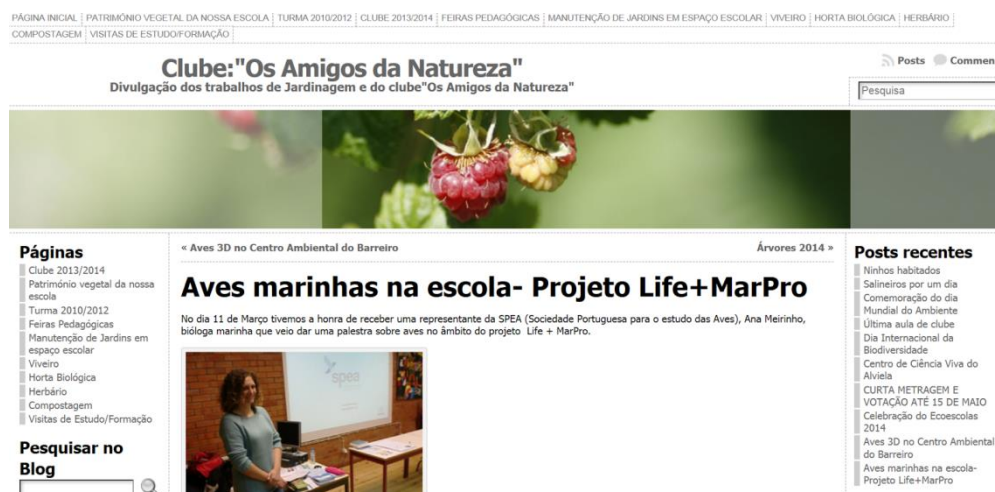 PÁGINA INICIAL PATRIMÓNIO VEGETAL DA NOSSA ESCOLA TURMA 2010/2012 CLUBE 2013/2014 FEIRAS PEDAGÓGICAS MANUTENÇÃO DE JARDINS EM ESPAÇO ESCOLAR VIVEIRO HORTA BIOLÓGICA HERBÁRIO
COMPOSTAGEM VISITAS DE ESTUDO/FORMAÇÃO
Clube:"Os Amigos da Natureza"
Divulgação dos trabalhos de Jardinagem e do clube"Os Amigos da Natureza"
Posts Commen
Pesquisa
Páginas
Clube 2013/2014
Património vegetal da nossa
escola
Turma 2010/2012
Feiras Pedagógicas
Manutenção de Jardins em
espaço escolar
Viveiro
Horta Biológica
Herbário
Compostagem
Visitas de Estudo/Formação
Pesquisar no
Blog
« Aves 3D no Centro Ambiental do Barreiro
Árvores 2014 »
Aves marinhas na escola- Projeto Life+MarPro
No dia 11 de Março tivemos a honra de receber uma representante da SPEA (Sociedade Portuguesa para o estudo das Aves), Ana Meirinho,
bióloga marinha que veio dar uma palestra sobre aves no âmbito do projeto Life + MarPro.
spea
Posts recentes
Ninhos habitados
Salineiros por um dia
Comemoração do dia
Mundial do Ambiente
Última aula de clube
Dia Internacional da
Biodiversidade
Centro de Ciência Viva do
Alviela
CURTA METRAGEM E
VOTAÇÃO ATÉ 15 DE MAIO
Celebração do Ecoescolas
2014
Aves 3D no Centro Ambiental
do Barreiro
Aves marinhas na escola-
Projeto Life+MarPro